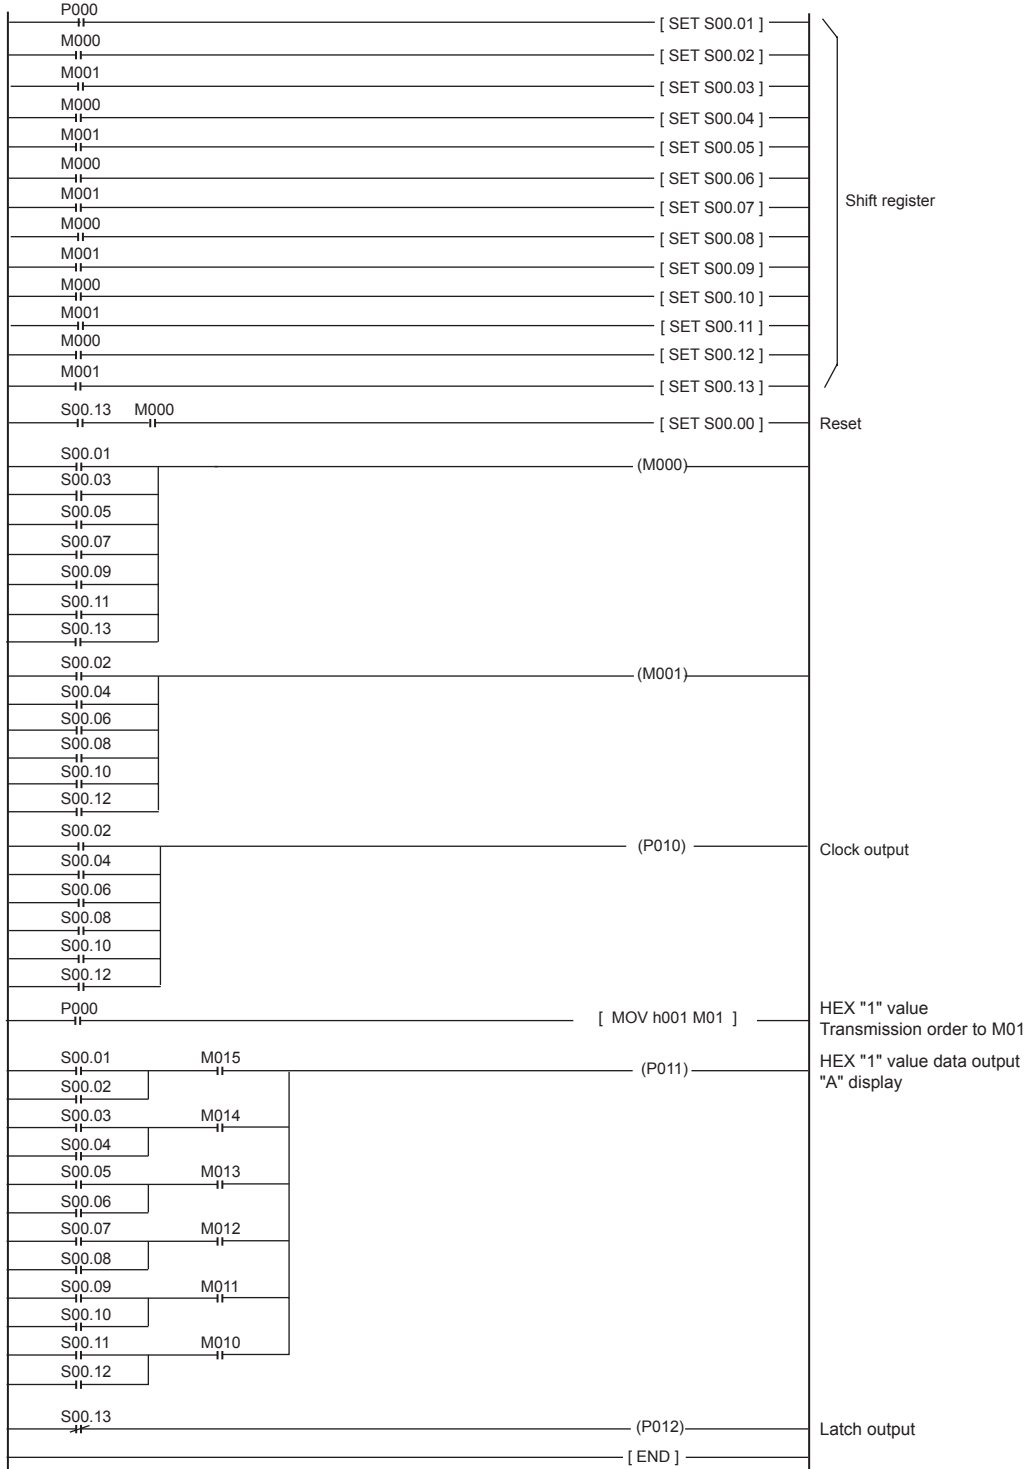 P000
[ SET S00.01 ]
M000
[ SET S00.02 ]
M001
[ SET S00.03 ]
M000
[ SET S00.04 ]
M001
[ SET S00.05 ]
M000
[ SET S00.06 ]
M001
[ SET S00.07 ]
Shift register
M000
[ SET S00.08 ]
M001
[ SET S00.09 ]
M000
[ SET S00.10 ]
M001
[ SET S00.11 ]
M000
[ SET S00.12 ]
M001
[ SET S00.13 ]
S00.13 M000
[ SET S00.00 ] Reset
S00.01
(M000)
S00.03
S00.05
S00.07
S00.09
S00.11
S00.13
S00.02
(M001)
S00.04
S00.06
S00.08
S00.10
S00.12
S00.02
(P010) Clock output
S00.04
S00.06
S00.08
S00.10
S00.12
P000
[ MOV h001 M01 ]
HEX "1" value
Transmission order to M01
S00.01 M015
(P011)
HEX "1" value data output
"A" display
S00.02
S00.03 M014
S00.04
S00.05 M013
S00.06
S00.07 M012
S00.08
S00.09 M011
S00.10
S00.11 M010
S00.12
S00.13
(P012) Latch output
[ END ]